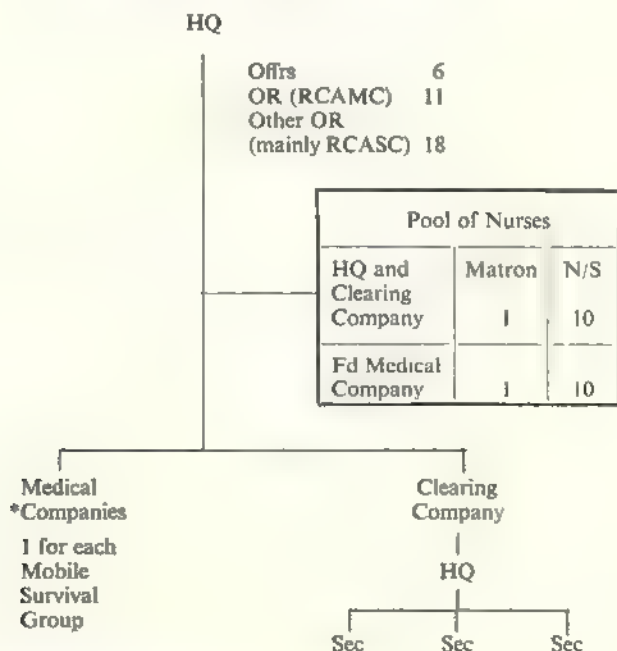 HQ
Offrs 6
OR (RCAMC) 11
Other OR
(mainly RCASC) 18
Pool of Nurses
HQ and Matron N/S
Clearing
Company 1 10
Fd Medical
Company 1 10
Medical Clearing
*Companies Company
1 for each
Mobile HQ
Survival
Group
Sec Sec Sec